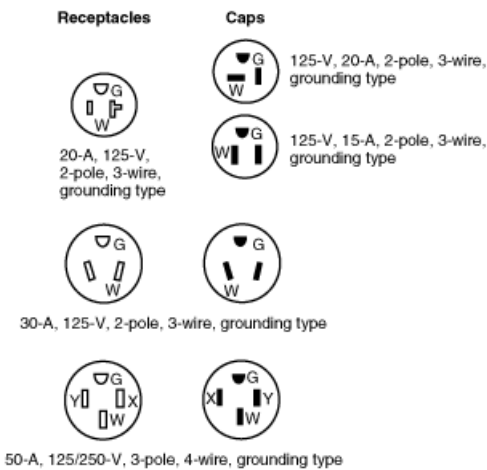 Receptacles Caps
G
W
20-A, 125-V,
2-pole, 3-wire,
grounding type
G
W
125-V, 20-A, 2-pole, 3-wire,
grounding type
G
W
125-V, 15-A, 2-pole, 3-wire,
grounding type
G
W
G
W
30-A, 125-V, 2-pole, 3-wire, grounding type
G
Y X
W
G
X Y
W
50-A, 125/250-V, 3-pole, 4-wire, grounding type